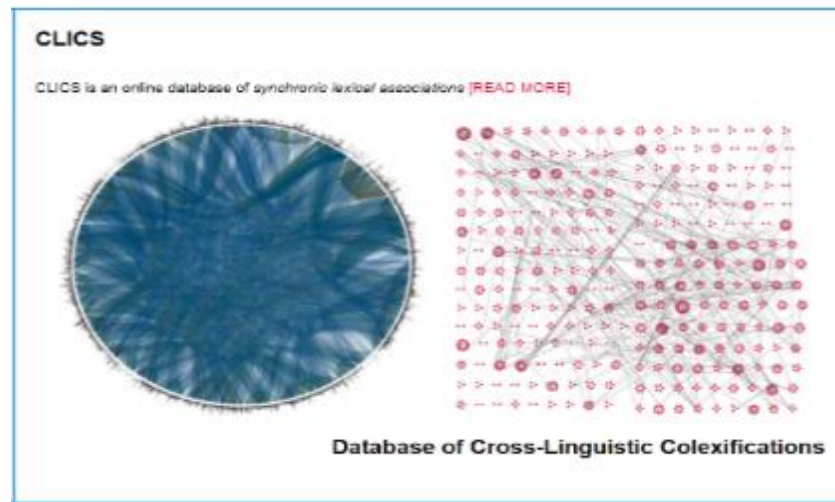 CLICS
CLICS is an online database of synchronic lexical associations [READ MORE]
Database of Cross-Linguistic Colexifications